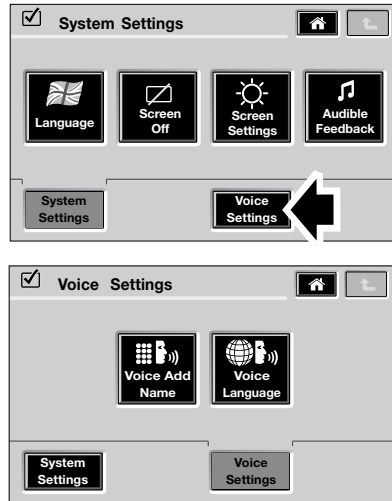 System Settings
Language
Screen
Off
Screen
Settings
Audible
Feedback
System
Settings
Voice
Settings
Voice Settings
Voice Add
Name
Voice
Language
System
Settings
Voice
Settings